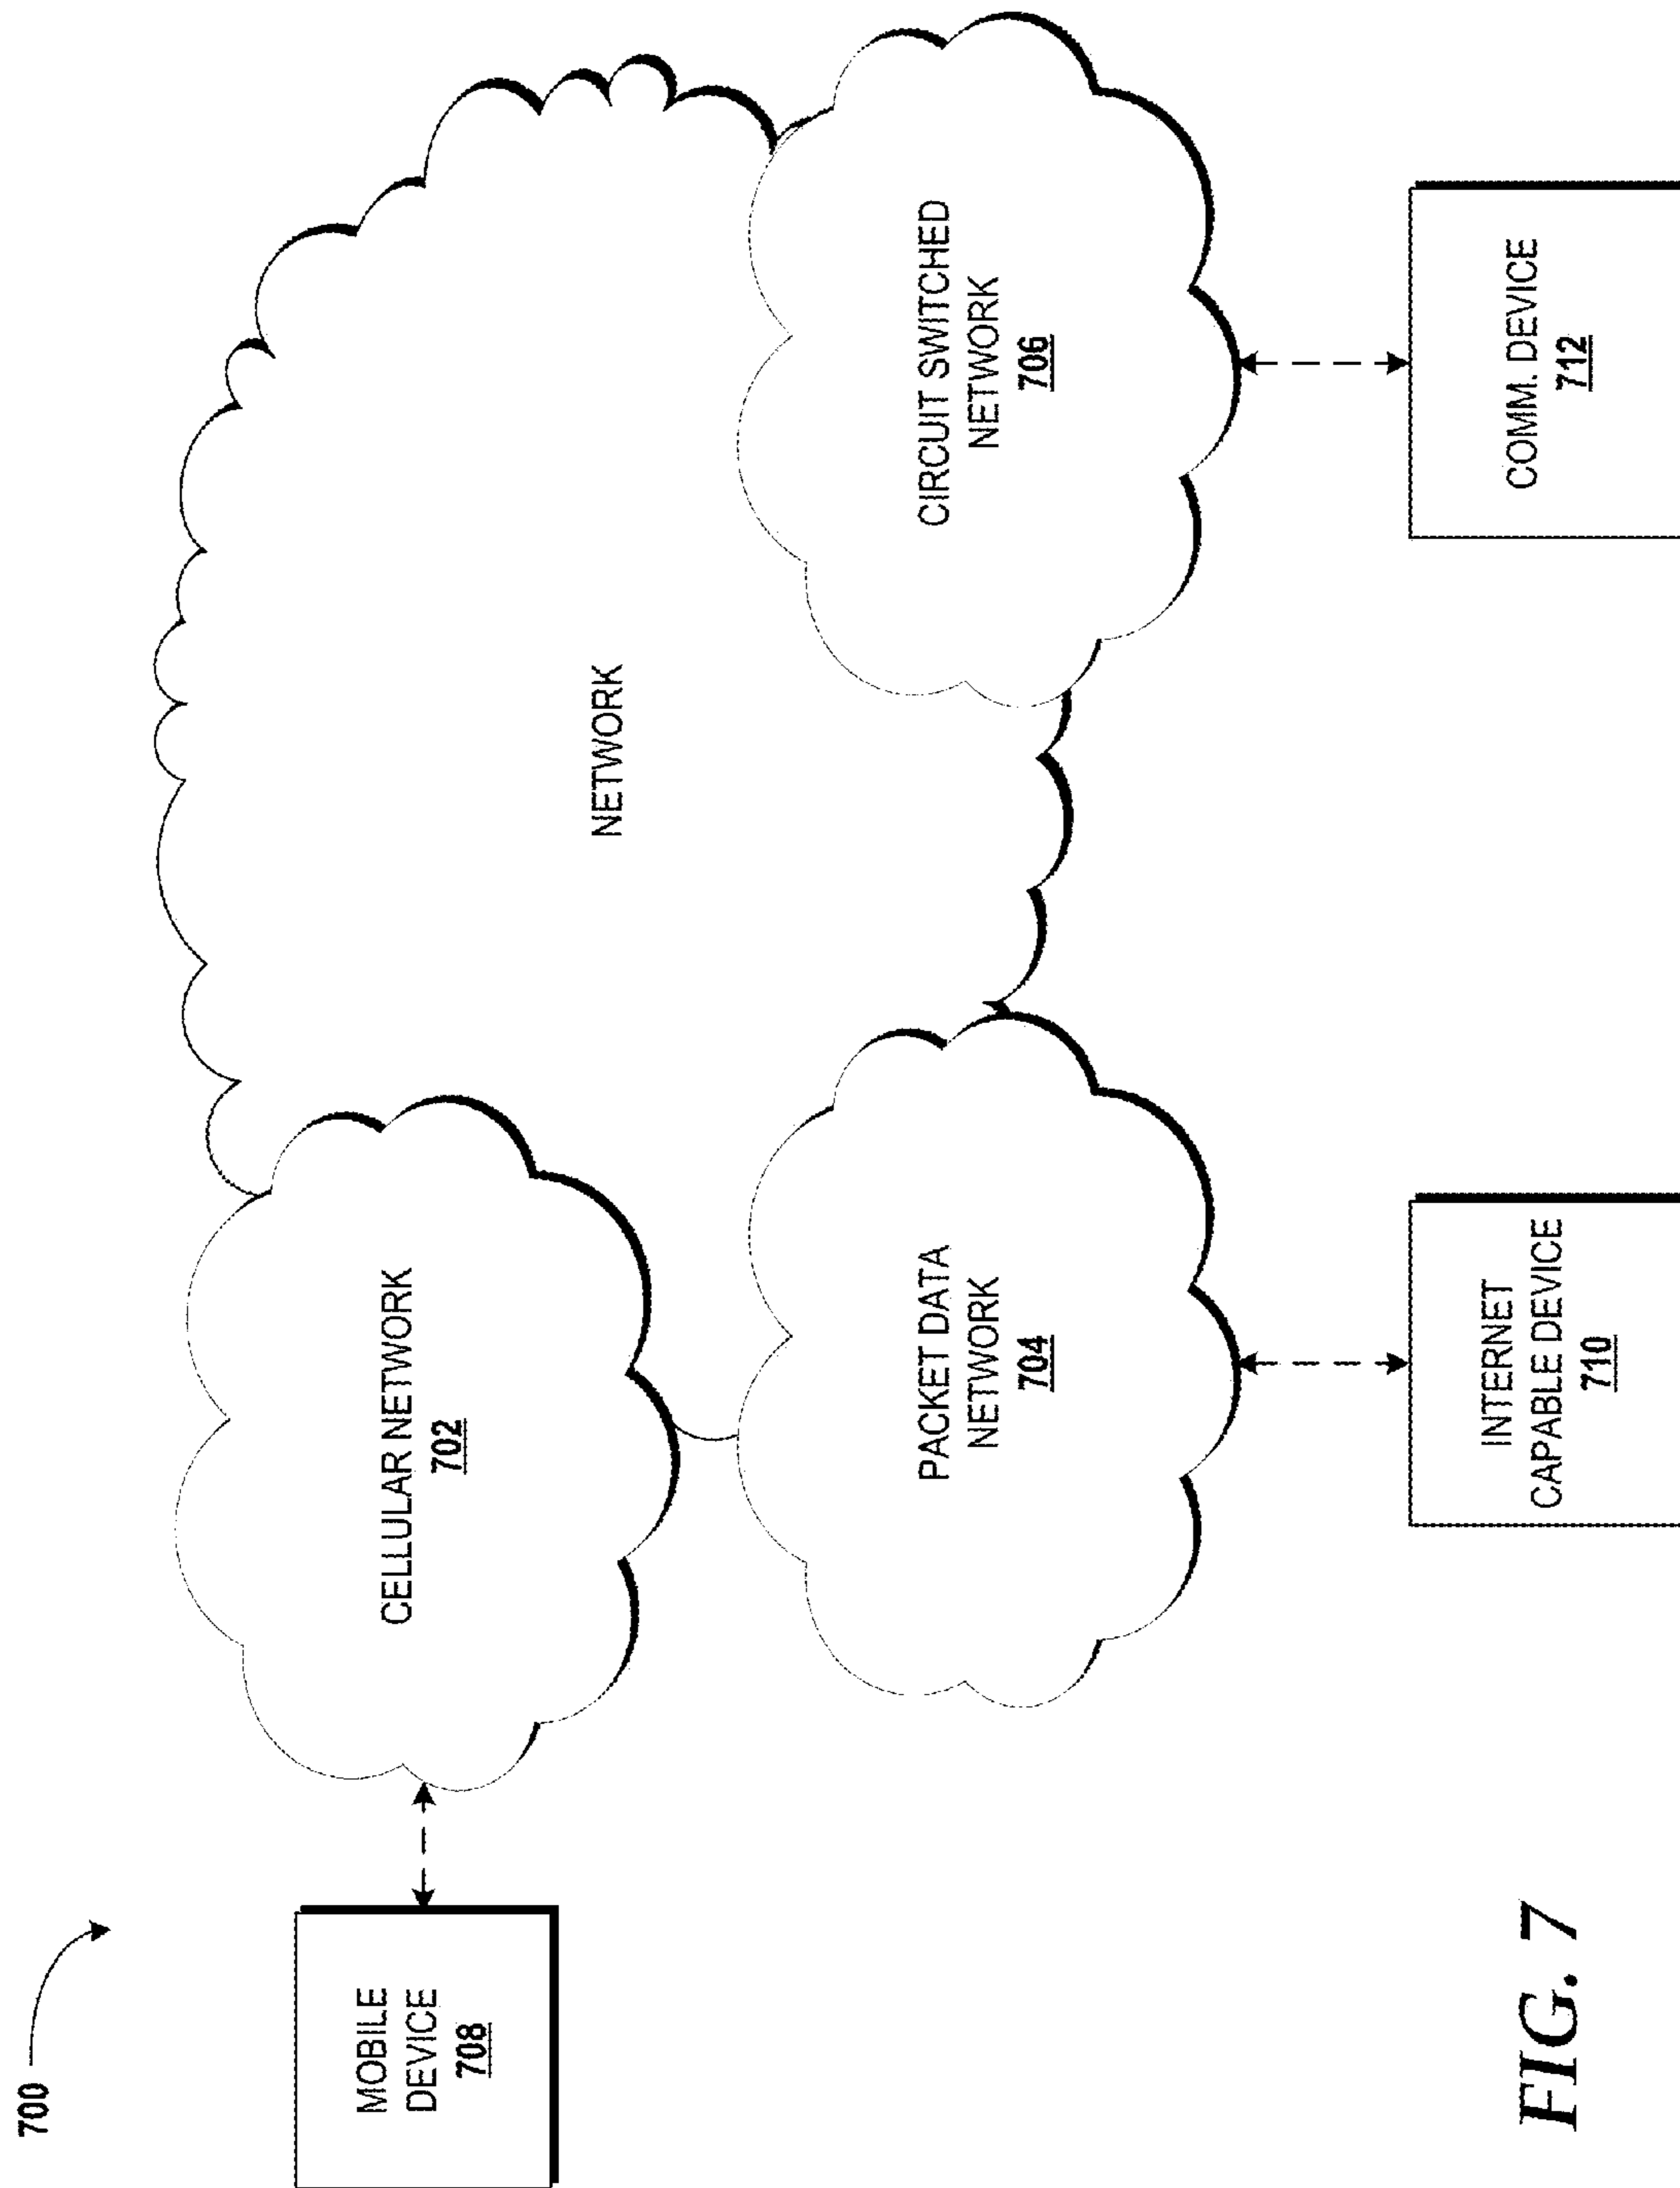 700
MOBILE
DEVICE
708
CELLULAR NETWORK
702
NETWORK
PACKET DATA
NETWORK
704
CIRCUIT SWITCHED
NETWORK
706
INTERNET
CAPABLE DEVICE
710
COMM. DEVICE
712
FIG. 7